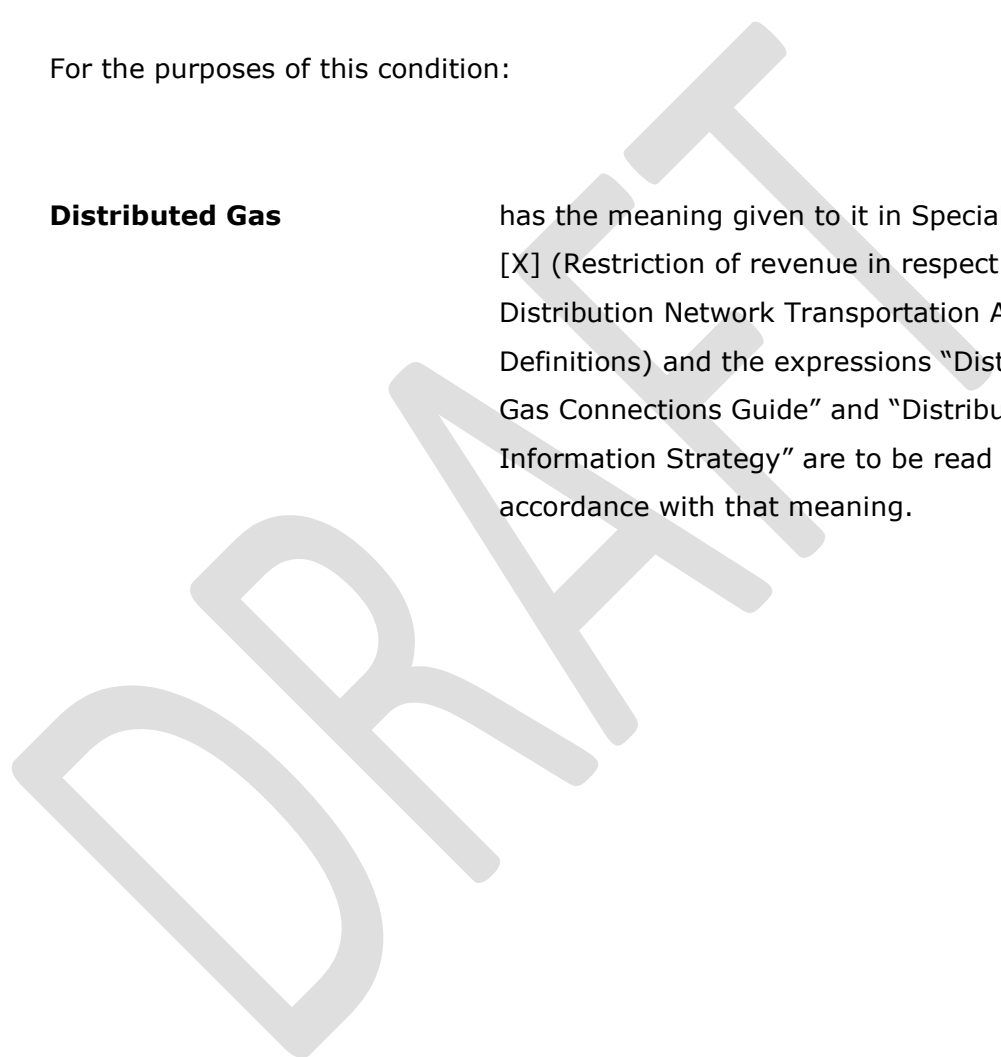 For the purposes of this condition:
Distributed Gas has the meaning given to it in Specia
[X] (Restriction of revenue in respect
Distribution Network Transportation A
Definitions) and the expressions “Dist
Gas Connections Guide” and “Distribu
Information Strategy” are to be read
accordance with that meaning.
DRAFT